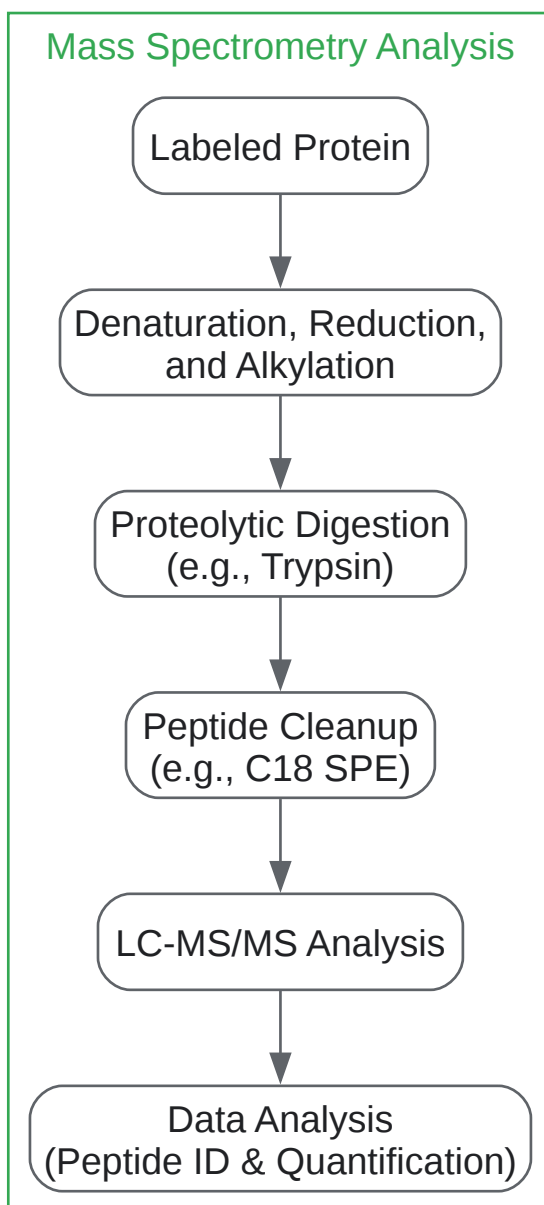 Mass Spectrometry Analysis
Labeled Protein
Denaturation, Reduction,
and Alkylation
Proteolytic Digestion
(e.g., Trypsin)
Peptide Cleanup
(e.g., C18 SPE)
LC-MS/MS Analysis
Data Analysis
(Peptide ID & Quantification)